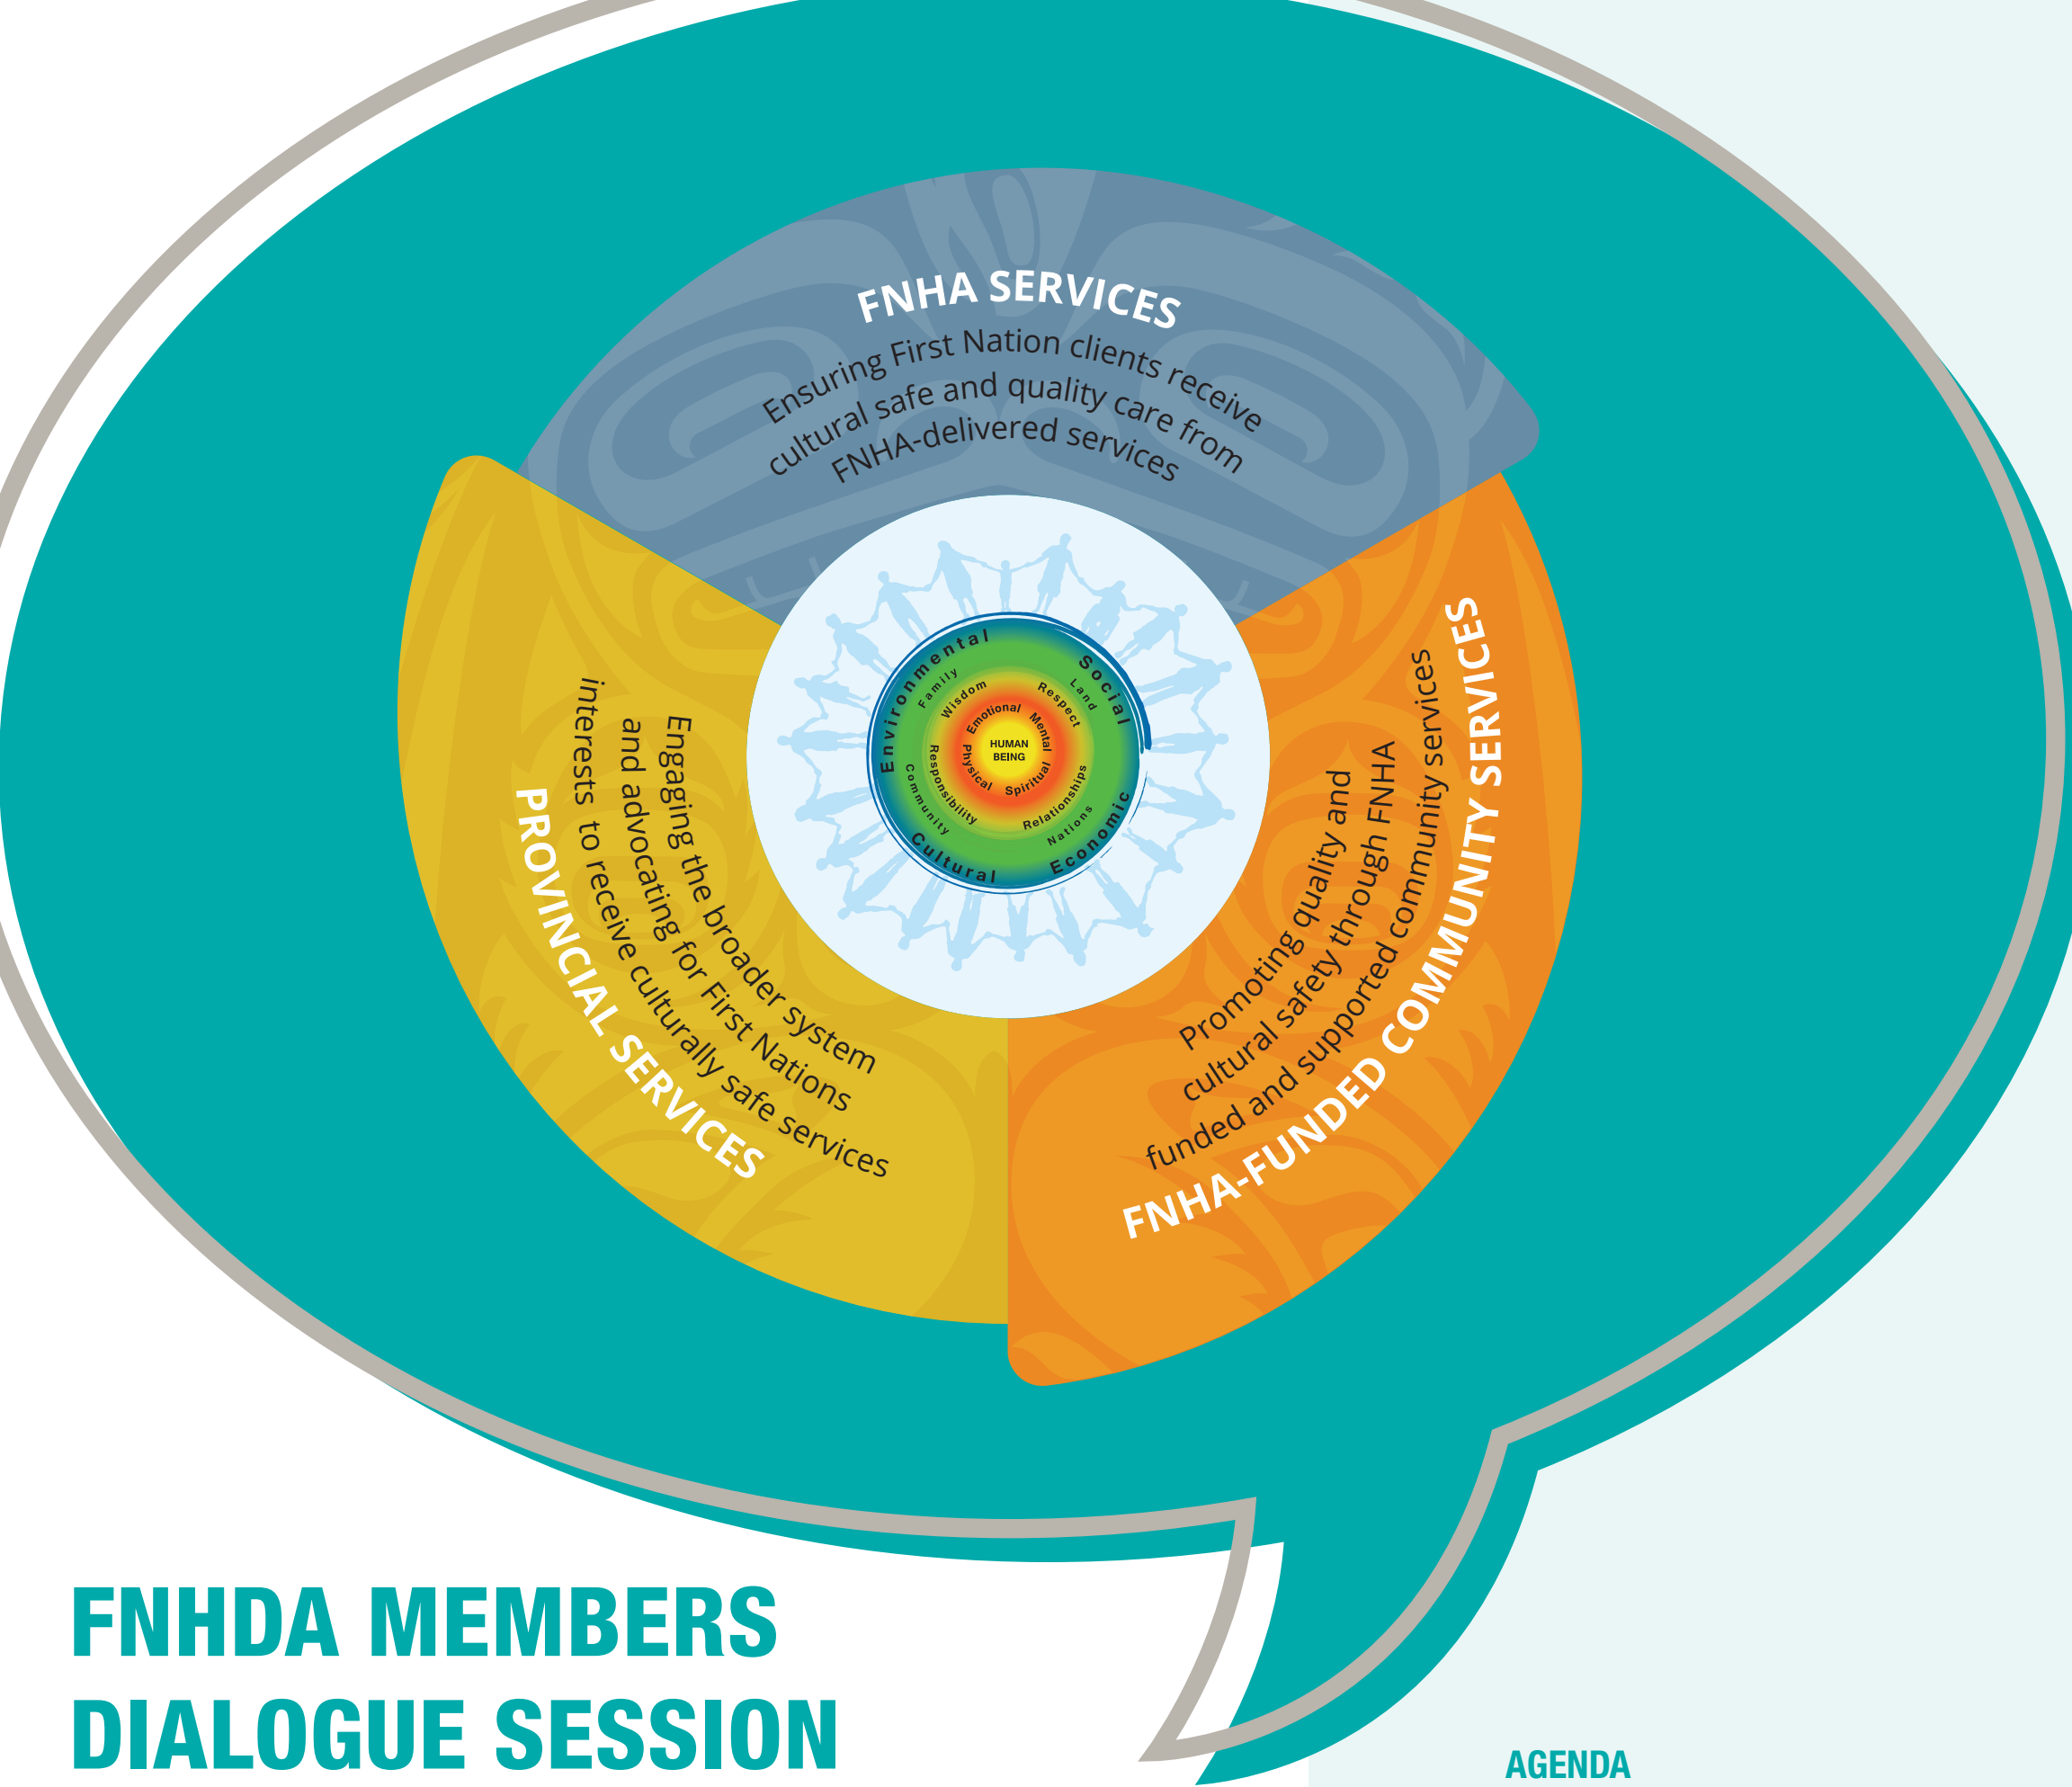 FNHA SERVICES
Ensuring First Nation clients receive
cultural safe and quality care from
FNHA-delivered services
PROVINCIAL SERVICES
Engaging the broader system
and advocating for First Nations
interests to receive culturally safe services
FNHA-FUNDED COMMUNITY SERVICES
Promoting quality and
cultural safety through FNHA
funded and supported community services
Environmental
Social
Economic
Cultural
Family
Land
Nations
Community
Wisdom
Respect
Relationships
Responsibility
Emotional
Mental
Spiritual
Physical
HUMAN
BEING
FNHDA MEMBERS
DIALOGUE SESSION
AGENDA